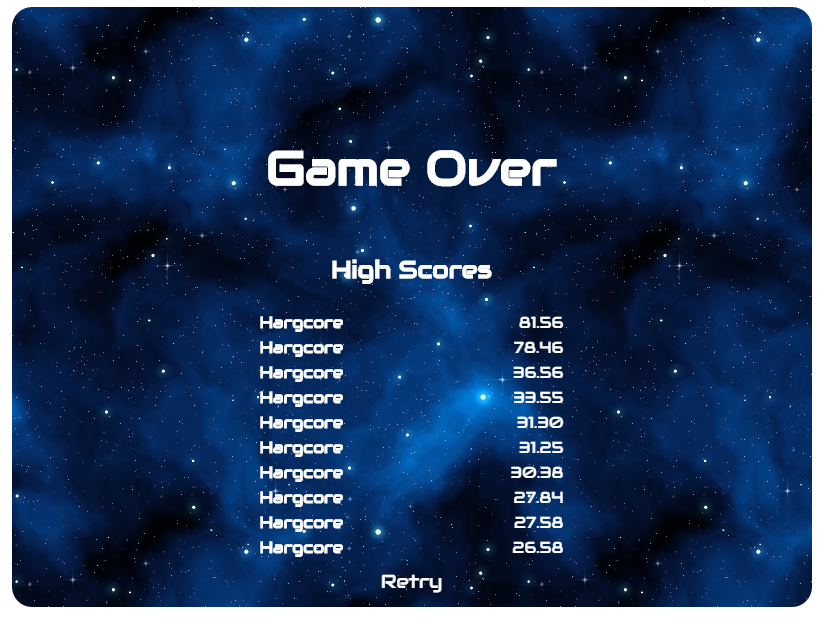 Game Over
High Scores
Hargcore 81.56
Hargcore 78.46
Hargcore 36.56
Hargcore 33.55
Hargcore 31.30
Hargcore 31.25
Hargcore 30.38
Hargcore 27.84
Hargcore 27.58
Hargcore 26.58
Retry